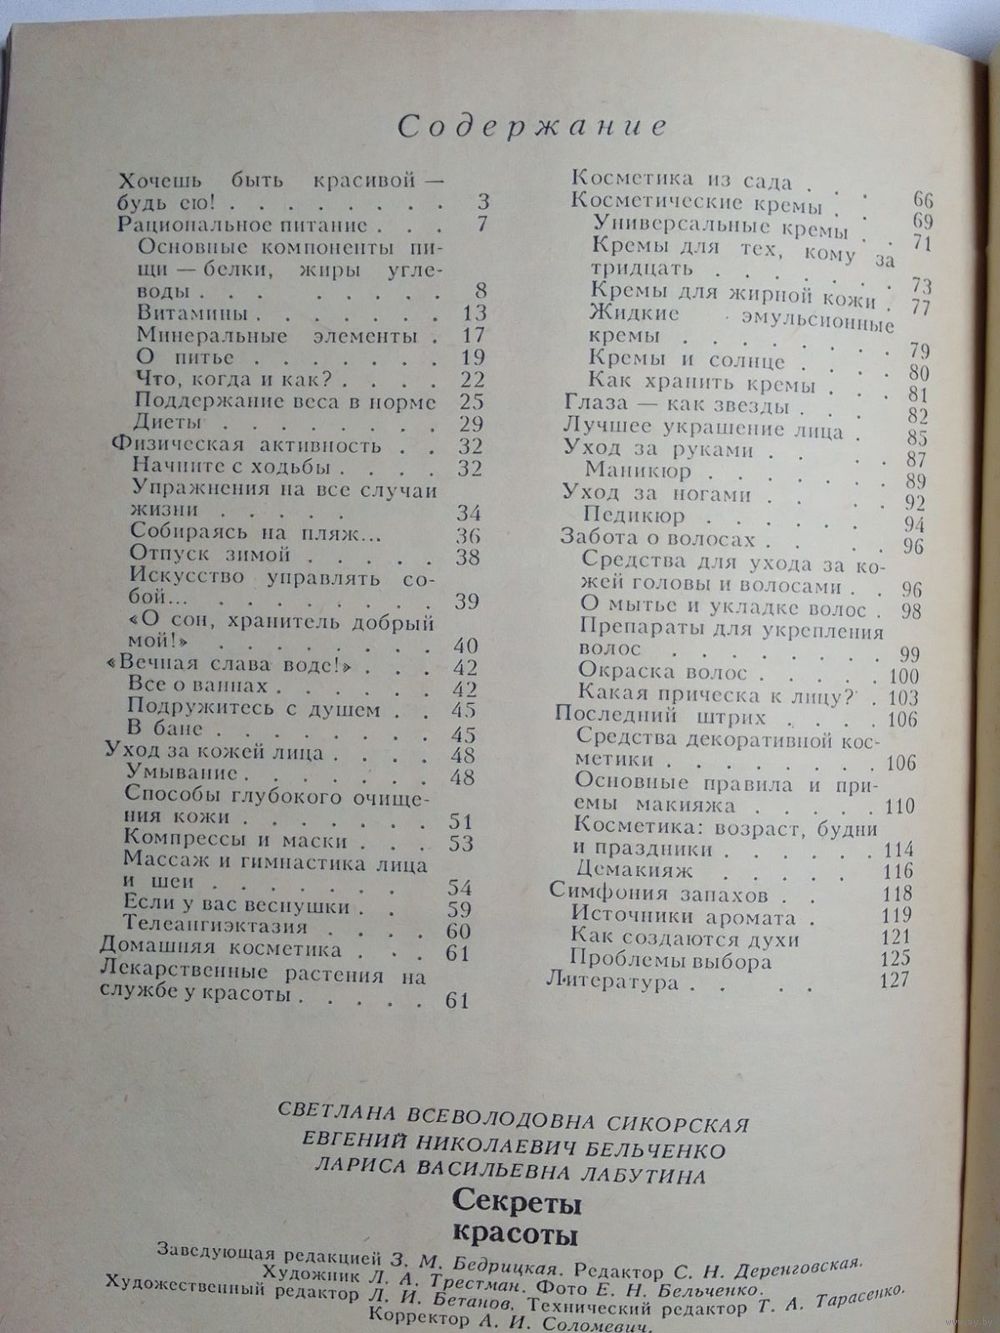 Содержание
Хочешь быть красивой —
будь ею! . . . . . . . . 3
Рациональное питание . . . 7
Основные компоненты пи-
щи — белки, жиры угле-
воды . . . . . . . . 8
Витамины . . . . . . . 13
Минеральные элементы . 17
О питье . . . . . . . 19
Что, когда и как? . . . . 22
Поддержание веса в норме 25
Диеты . . . . . . . . 29
Физическая активность . . 32
Начните с ходьбы . . . . 32
Упражнения на все случаи
жизни . . . . . 34
Собираясь на пляж... 36
Отпуск зимой . . . . . 38
Искусство управлять со-
бой... . . . . . . . . 39
«О сон, хранитель добрый
мой!» . . . . . . . . 40
«Вечная слава воде!» . . . 42
Все о ваннах . . . . . . 42
Подружитесь с душем . . 45
В бане . . . . . . . . 45
Уход за кожей лица . . . . 48
Умывание . . . . . . . 48
Способы глубокого очище-
ния кожи . . . . . . . 51
Компрессы и маски . . . 53
Массаж и гимнастика лица
и шеи . . . . . . . 54
Если у вас веснушки . . 59
Телеангиэктазия . . . . 60
Домашняя косметика . . . 61
Лекарственные растения на
службе у красоты . . . . . 61
Косметика из сада . . . 66
Косметические кремы . . 69
Универсальные кремы . . 71
Кремы для тех, кому за
тридцать . . . . . . . 73
Кремы для жирной кожи . 77
Жидкие эмульсионные
кремы . . . . . . . . 79
Кремы и солнце . . . . 80
Как хранить кремы . . . 81
Глаза — как звезды . . . . 82
Лучшее украшение лица . 85
Уход за руками . . . . 87
Маникюр . . . . . . . 89
Уход за ногами . . . . 92
Педикюр . . . . . . 94
Забота о волосах . . . . 96
Средства для ухода за ко-
жей головы и волосами . . 96
О мытье и укладке волос . 98
Препараты для укрепления
волос . . . . . . . 99
Окраска волос . . . . . 100
Какая прическа к лицу? . 103
Последний штрих . . . . 106
Средства декоративной кос-
метики . . . . . . . . 106
Основные правила и при-
емы макияжа . . . . . 110
Косметика: возраст, будни
и праздники . . . . . . 114
Демакияж . . . . . 116
Симфония запахов . . 118
Источники аромата . 119
Как создаются духи 121
Проблемы выбора 125
Литература . . . . 127
СВЕТЛАНА ВСЕВОЛОДОВНА СИКОРСКАЯ
ЕВГЕНИЙ НИКОЛАЕВИЧ БЕЛЬЧЕНКО
ЛАРИСА ВАСИЛЬЕВНА ЛАБУТИНА
Секреты
красоты
Заведующая редакцией З. М. Бедрицкая. Редактор С. Н. Деренговская.
Художник Л. А. Трестман. Фото Е. Н. Бельченко.
Художественный редактор Л. И. Бетанов. Технический редактор Т. А. Тарасенко.
Корректор А. И. Соломевич.
www.ay.by